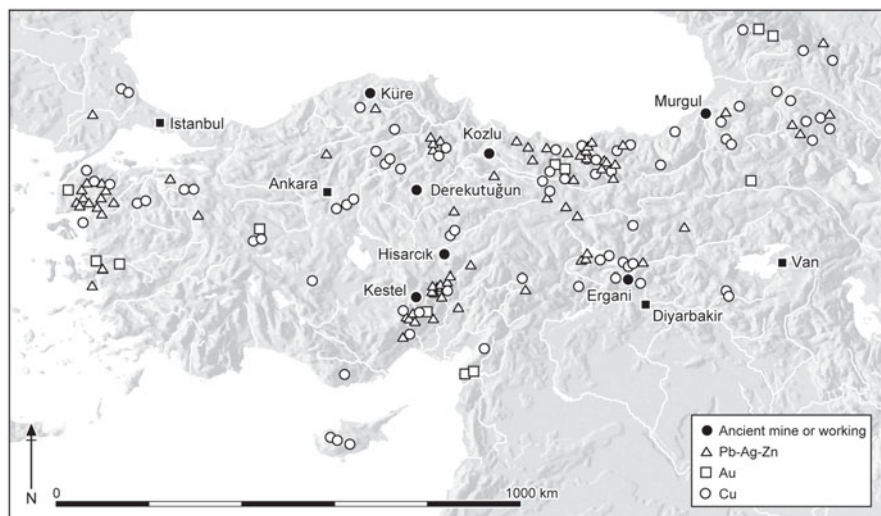 Küre
Murgul
Istanbul
Kozlu
Ankara
Derekutuğun
Hisarcık
Van
Kestel
Ergani
Diyarbakir
Ancient mine or working
Pb-Ag-Zn
Au
Cu
N
0
1000 km